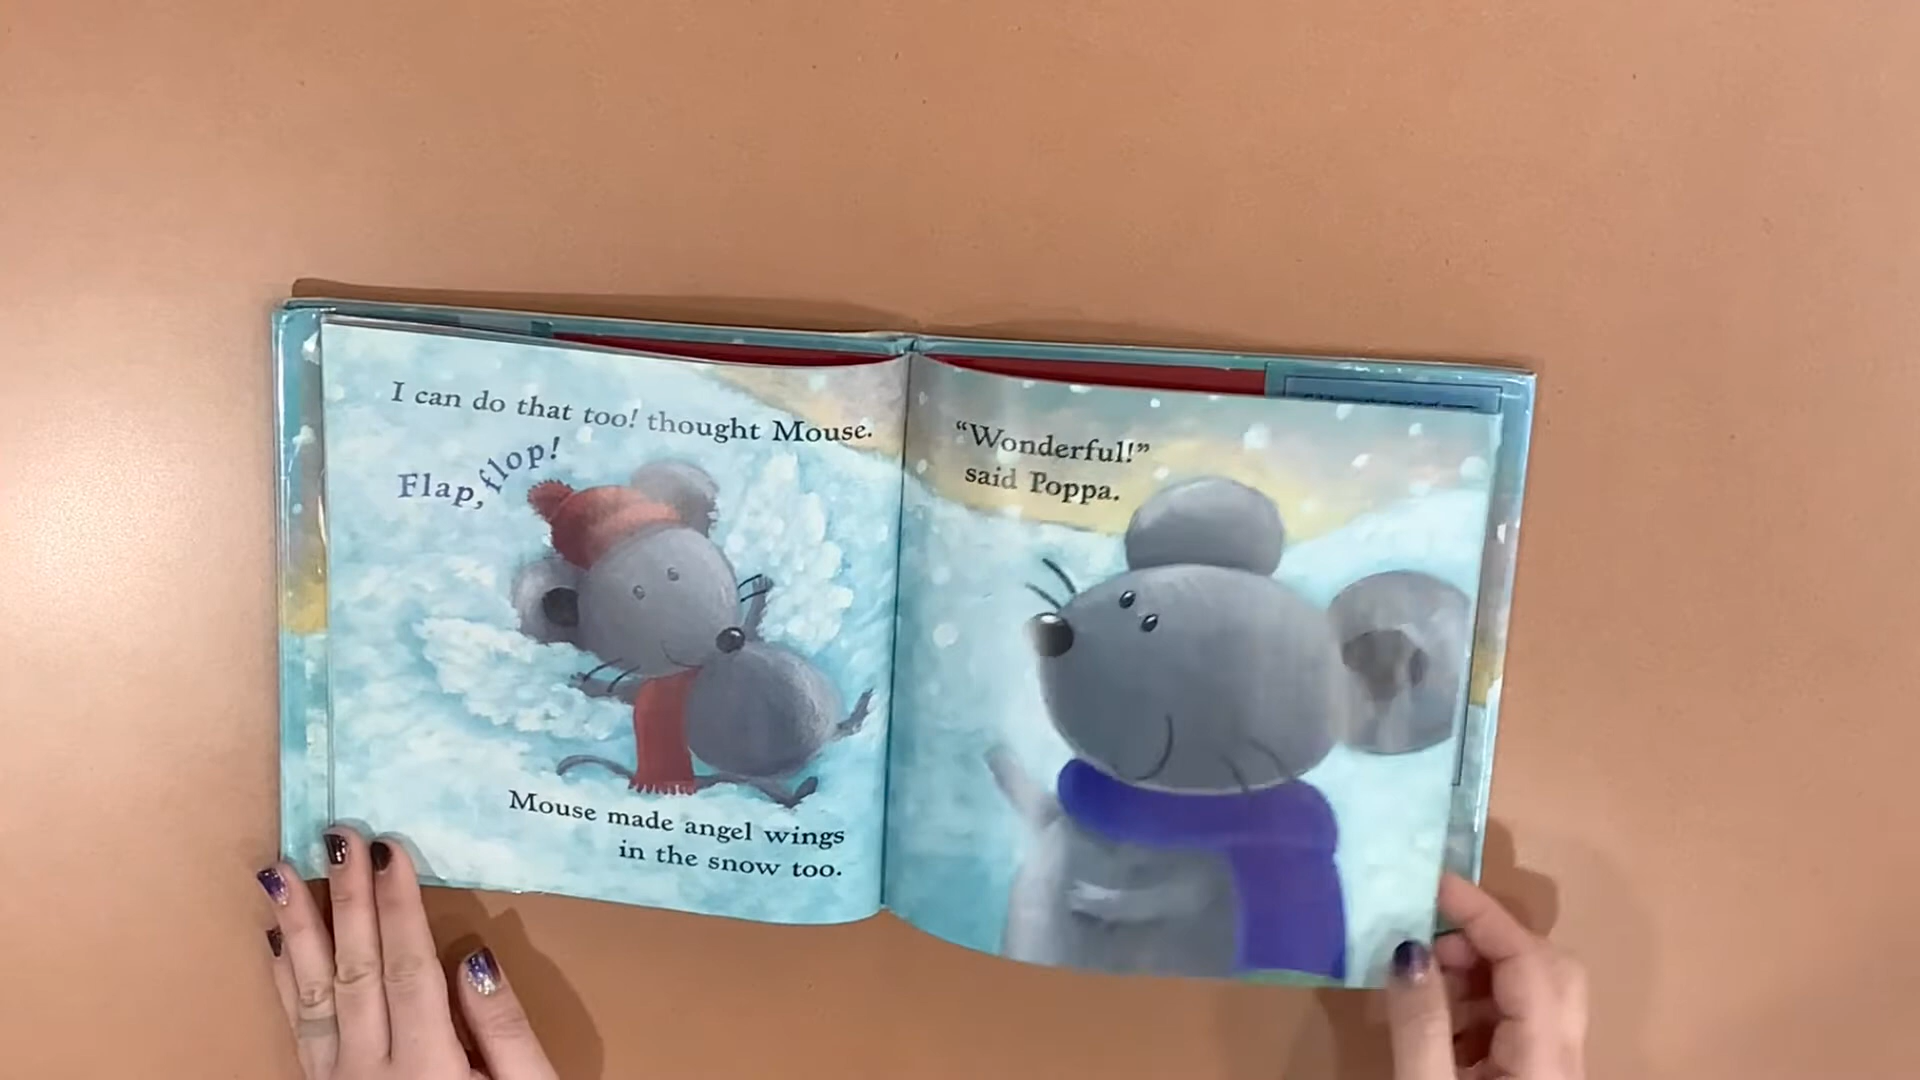 I can do that too! thought Mouse.
Flap, flop!
Mouse made angel wings
in the snow too.
“Wonderful!”
said Poppa.